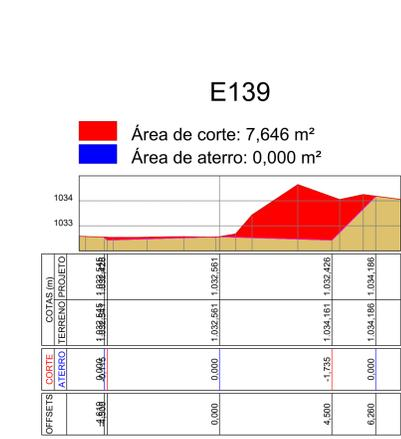 E139
Área de corte: 7,646 m²
Área de aterro: 0,000 m²
1034
1033
COTAS (m)
PROJETO
1.032,561
1.032,426
1.034,186
TERRENO
1.032,561
1.034,161
1.034,186
CORTE
ATERRO
0,000
-1,735
0,000
OFFSETS
0,000
4,500
6,260